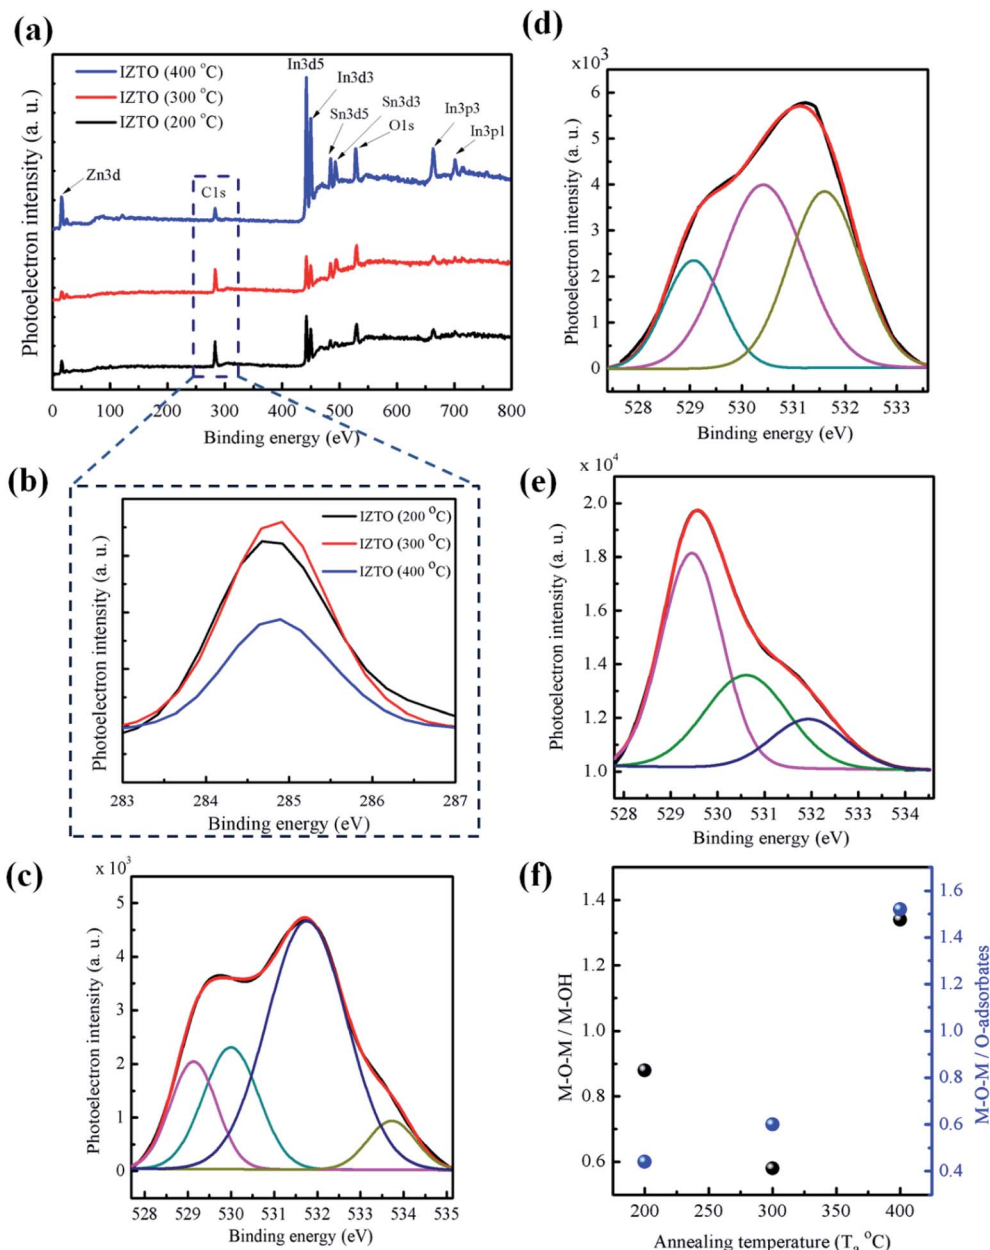 (a)
IZTO (400 °C)
IZTO (300 °C)
IZTO (200 °C)
Zn3d
C1s
In3d5
In3d3
Sn3d5
Sn3d3
O1s
In3p3
In3p1
Photoelectron intensity (a. u.)
0 100 200 300 400 500 600 700 800
Binding energy (eV)
(b)
IZTO (200 °C)
IZTO (300 °C)
IZTO (400 °C)
Photoelectron intensity (a. u.)
283 284 285 286 287
Binding energy (eV)
(c)
x 10³
5
4
3
2
1
0
Photoelectron intensity (a. u.)
528 529 530 531 532 533 534 535
Binding energy (eV)
(d)
x10³
6
5
4
3
2
1
0
Photoelectron intensity (a. u.)
528 529 530 531 532 533
Binding energy (eV)
(e)
x 10⁴
2.0
1.8
1.6
1.4
1.2
1.0
Photoelectron intensity (a. u.)
528 529 530 531 532 533 534
Binding energy (eV)
(f)
1.4
1.2
1.0
0.8
0.6
M-O-M / M-OH
1.6
1.4
1.2
1.0
0.8
0.6
0.4
M-O-M / O-adsorbates
200 250 300 350 400
Annealing temperature (Tₐ °C)